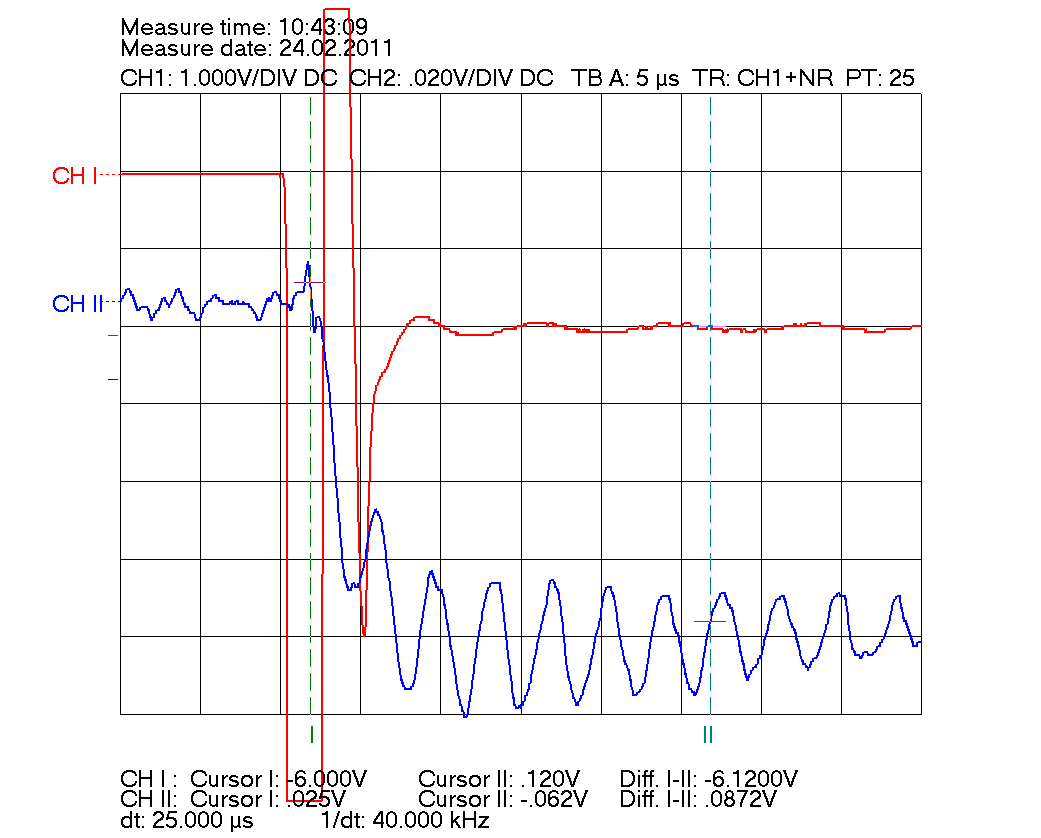 Measure time: 10:43:09
Measure date: 24.02.2011
CH1: 1.000V/DIV DC CH2: .020V/DIV DC TB A: 5 µs TR: CH1+NR PT: 25
CH I
CH II
I
II
CH I : Cursor I: -6.000V Cursor II: .120V Diff. I-II: -6.1200V
CH II: Cursor I: .025V Cursor II: -.062V Diff. I-II: .0872V
dt: 25.000 µs 1/dt: 40.000 kHz